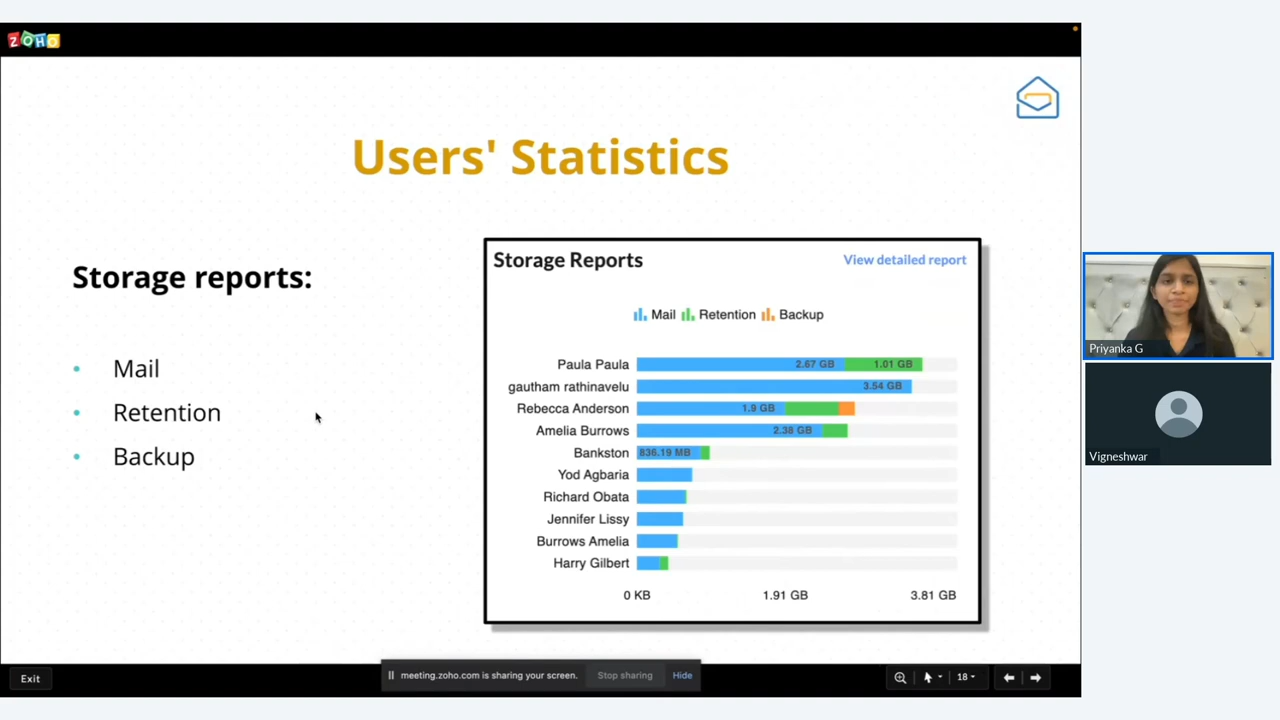 ZOHO
Users' Statistics
Storage reports:
• Mail
• Retention
• Backup
Storage Reports
View detailed report
Mail Retention Backup
Paula Paula 2.67 GB 1.01 GB
gautham rathinavelu 3.54 GB
Rebecca Anderson 1.9 GB
Amelia Burrows 2.38 GB
Bankston 836.19 MB
Yod Agbaria
Richard Obata
Jennifer Lissy
Burrows Amelia
Harry Gilbert
0 KB 1.91 GB 3.81 GB
Priyanka G
Vigneshwar
Exit
meeting.zoho.com is sharing your screen. Stop sharing Hide
18